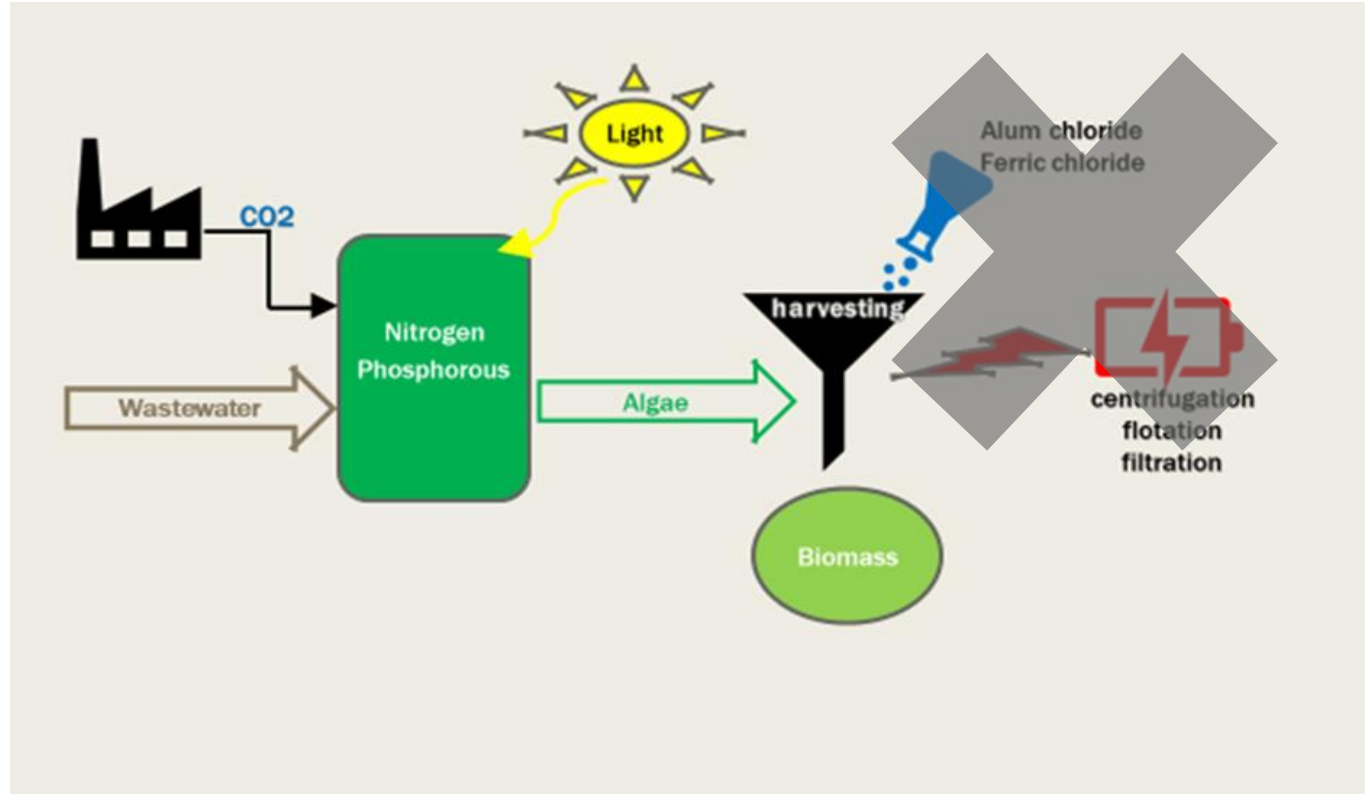 Light
Alum chloride
Ferric chloride
CO2
harvesting
Nitrogen
Phosphorous
Wastewater
Algae
centrifugation
flotation
filtration
Biomass